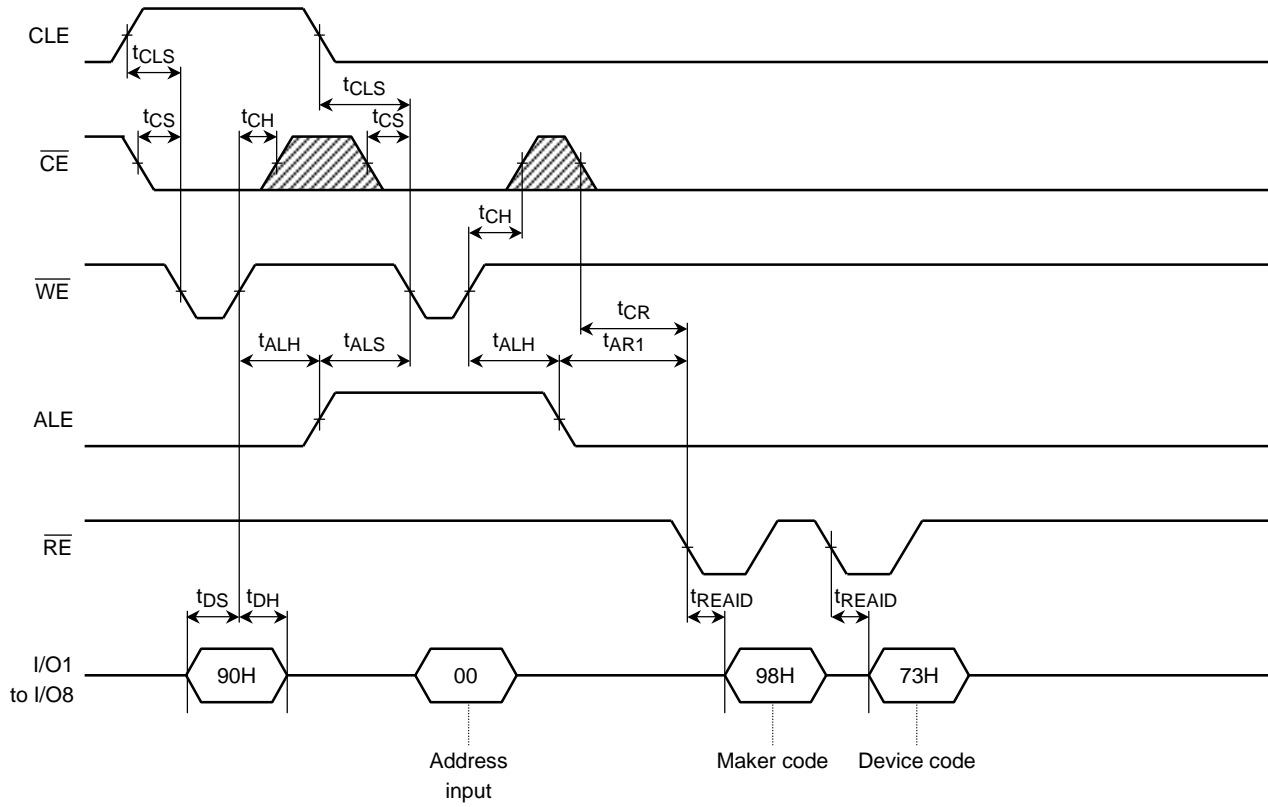 CLE
tCLS
tCLS
tCS
tCH
tCS
CE
tCH
WE
tCR
tALH
tALS
tALH
tAR1
ALE
RE
tDS
tDH
tREAID
tREAID
I/O1
to I/O8
90H
00
98H
73H
Address
input
Maker code
Device code